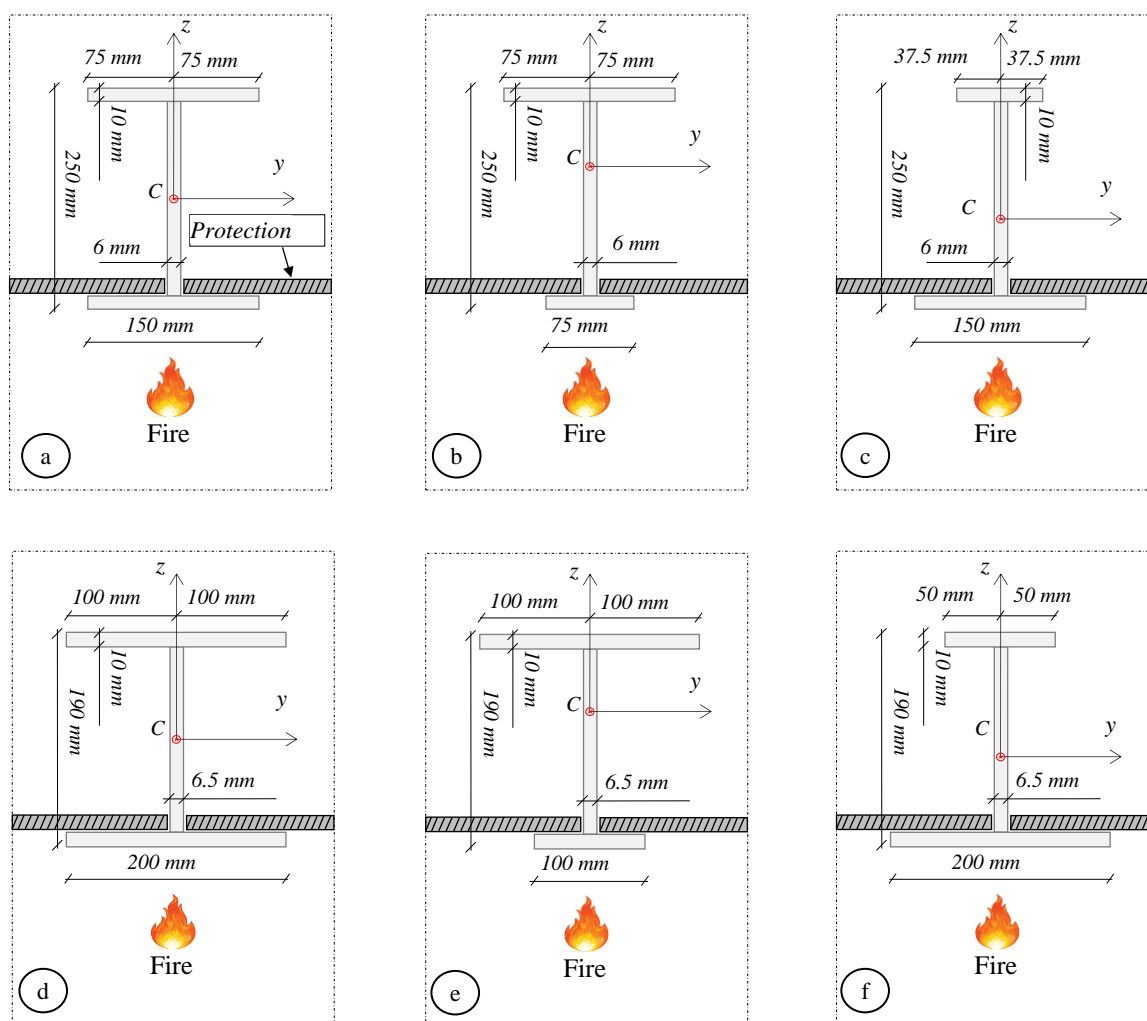 z
75 mm 75 mm
10 mm
250 mm
C
y
Protection
6 mm
150 mm
Fire
a
z
75 mm 75 mm
10 mm
250 mm
C
y
6 mm
75 mm
Fire
b
z
37.5 mm 37.5 mm
10 mm
250 mm
C
y
6 mm
150 mm
Fire
c
z
100 mm 100 mm
10 mm
190 mm
C
y
6.5 mm
200 mm
Fire
d
z
100 mm 100 mm
10 mm
190 mm
C
y
6.5 mm
100 mm
Fire
e
z
50 mm 50 mm
10 mm
190 mm
C
y
6.5 mm
200 mm
Fire
f